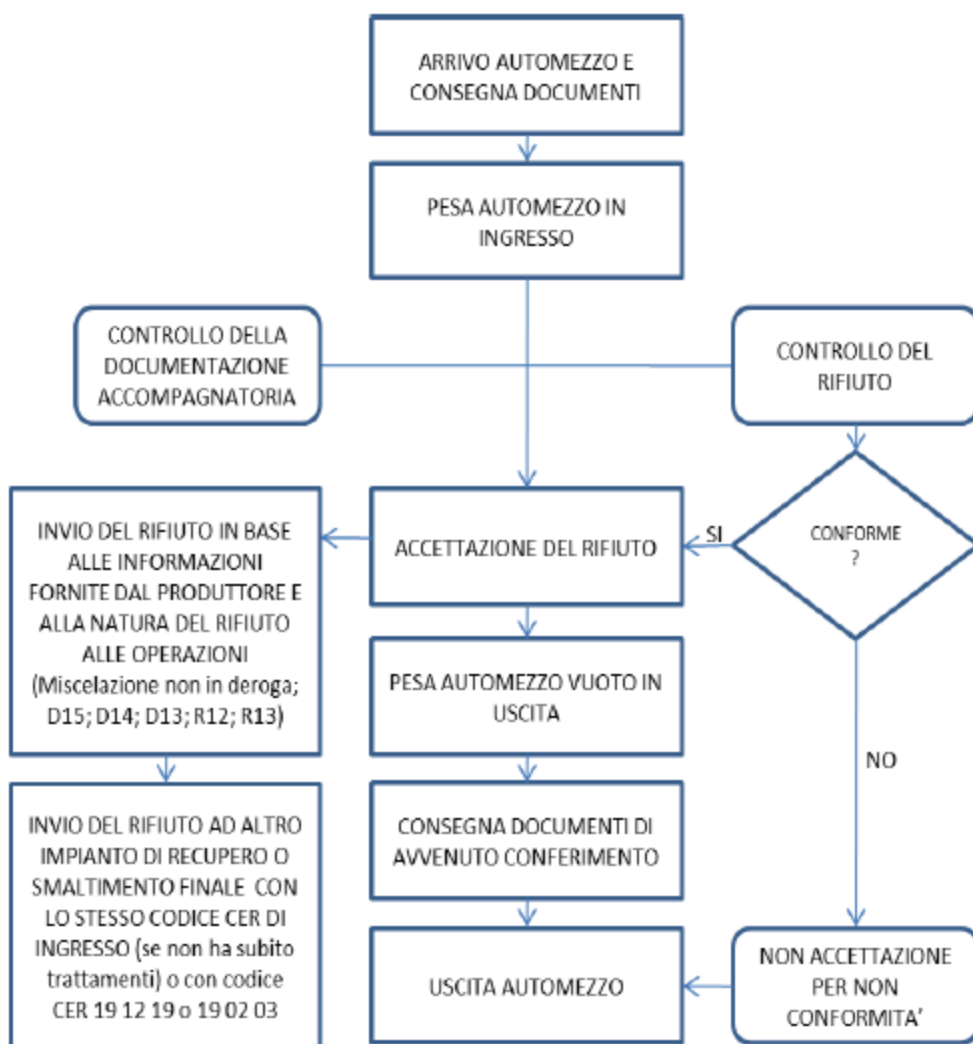 ARRIVO AUTOMEZZO E
CONSEGNA DOCUMENTI
PESA AUTOMEZZO IN
INGRESSO
CONTROLLO DELLA
DOCUMENTAZIONE
ACCOMPAGNATORIA
CONTROLLO DEL
RIFIUTO
INVIO DEL RIFIUTO IN BASE
ALLE INFORMAZIONI
FORNITE DAL PRODUTTORE E
ALLA NATURA DEL RIFIUTO
ALLE OPERAZIONI
(Miscelazione non in deroga;
D15; D14; D13; R12; R13)
ACCETTAZIONE DEL RIFIUTO
SI
CONFORME
?
PESA AUTOMEZZO VUOTO IN
USCITA
NO
INVIO DEL RIFIUTO AD ALTRO
IMPIANTO DI RECUPERO O
SMALTIMENTO FINALE CON
LO STESSO CODICE CER DI
INGRESSO (se non ha subito
trattamenti) o con codice
CER 19 12 19 o 19 02 03
CONSEGNA DOCUMENTI DI
AVVENUTO CONFERIMENTO
USCITA AUTOMEZZO
NON ACCETTAZIONE
PER NON
CONFORMITA'